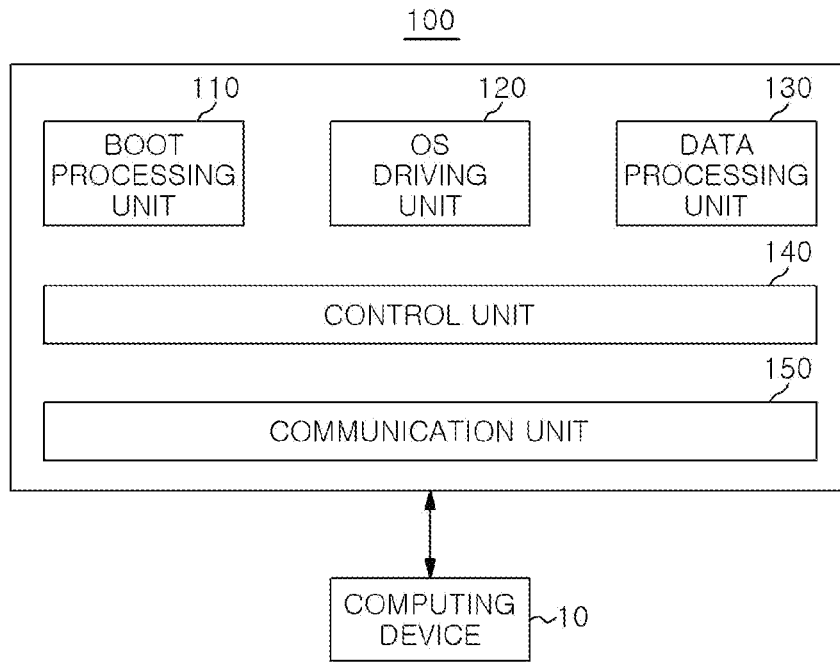 100
110
120
130
BOOT
PROCESSING
UNIT
OS
DRIVING
UNIT
DATA
PROCESSING
UNIT
140
CONTROL UNIT
150
COMMUNICATION UNIT
COMPUTING
DEVICE
10